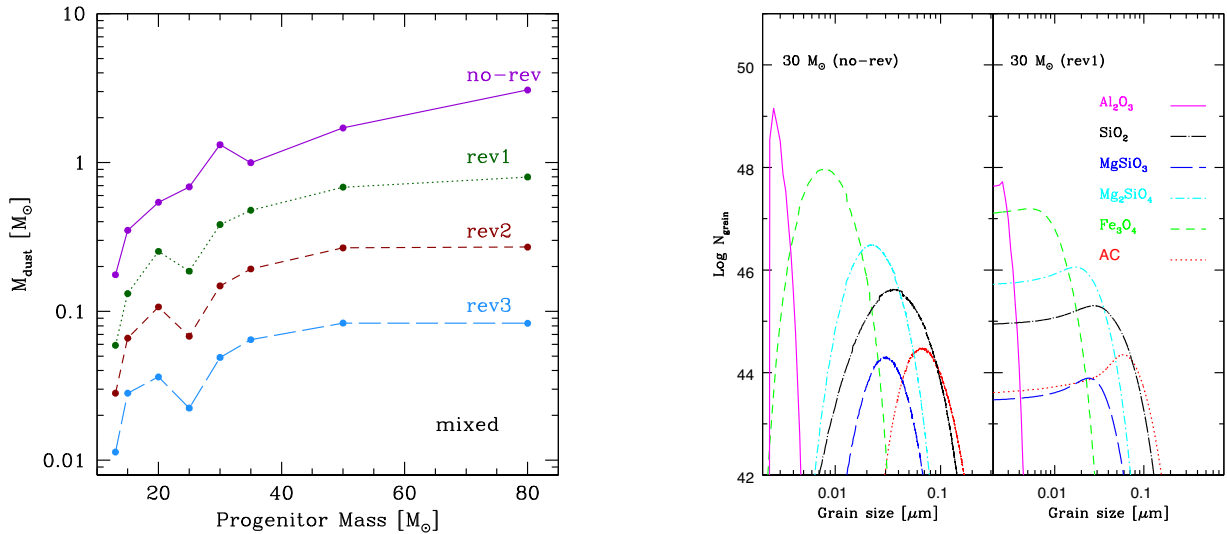 10
1
0.1
0.01
M_dust [M_⊙]
no-rev
rev1
rev2
rev3
mixed
20
40
60
80
Progenitor Mass [M_⊙]
50
48
46
44
42
Log N_grain
30 M_⊙ (no-rev)
0.01
0.1
Grain size [μm]
30 M_⊙ (rev1)
Al₂O₃
SiO₂
MgSiO₃
Mg₂SiO₄
Fe₃O₄
AC
0.01
0.1
Grain size [μm]